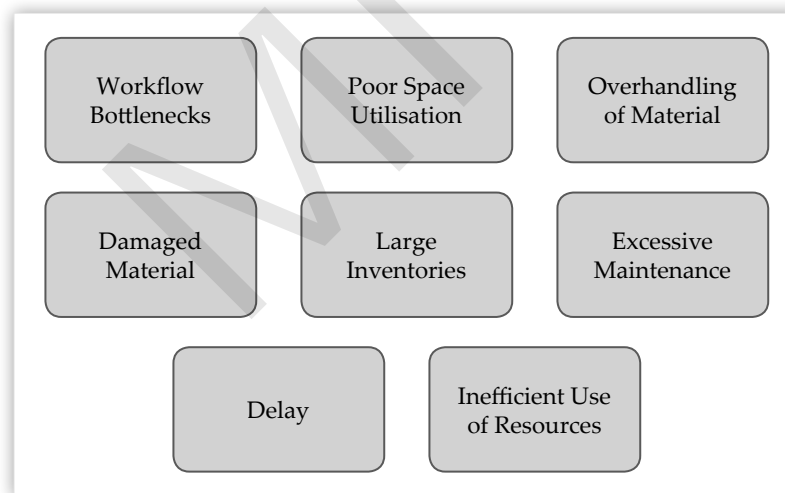 Workflow
Bottlenecks
Poor Space
Utilisation
Overhandling
of Material
Damaged
Material
Large
Inventories
Excessive
Maintenance
Delay
Inefficient Use
of Resources